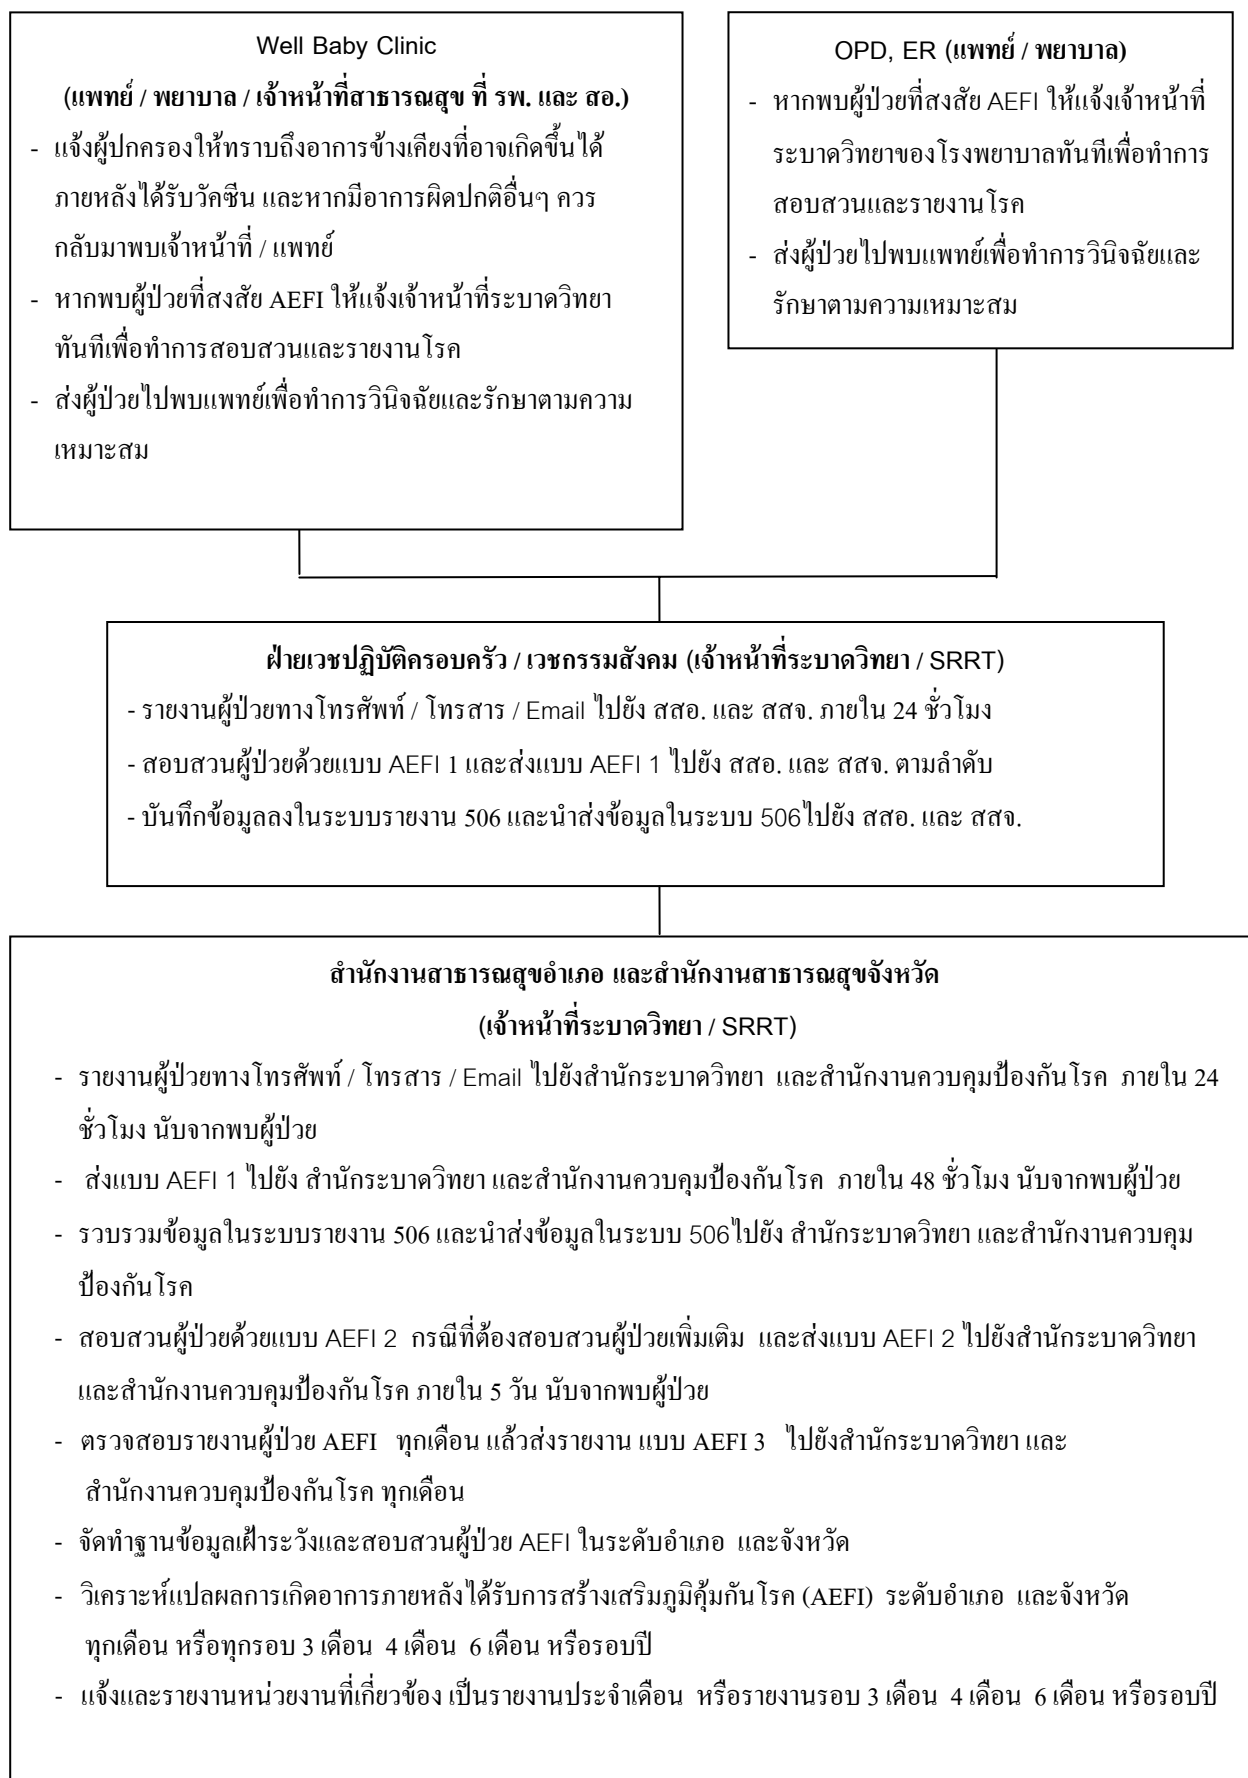 Well Baby Clinic
(แพทย์ / พยาบาล / เจ้าหน้าที่สาธารณสุข ที่ รพ. และ สอ.)
- แจ้งผู้ปกครองให้ทราบถึงอาการข้างเคียงที่อาจเกิดขึ้นได้
ภายหลังได้รับวัคซีน และหากมีอาการผิดปกติอื่นๆ ควร
กลับมาพบเจ้าหน้าที่ / แพทย์
- หากพบผู้ป่วยที่สงสัย AEFI ให้แจ้งเจ้าหน้าที่ระบาดวิทยา
ทันทีเพื่อทำการสอบสวนและรายงานโรค
- ส่งผู้ป่วยไปพบแพทย์เพื่อทำการวินิจฉัยและรักษาตามความ
เหมาะสม
OPD, ER (แพทย์ / พยาบาล)
- หากพบผู้ป่วยที่สงสัย AEFI ให้แจ้งเจ้าหน้าที่
ระบาดวิทยาของโรงพยาบาลทันทีเพื่อทำการ
สอบสวนและรายงานโรค
- ส่งผู้ป่วยไปพบแพทย์เพื่อทำการวินิจฉัยและ
รักษาตามความเหมาะสม
ฝ่ายเวชปฏิบัติครอบครัว / เวชกรรมสังคม (เจ้าหน้าที่ระบาดวิทยา / SRRT)
- รายงานผู้ป่วยทางโทรศัพท์ / โทรสาร / Email ไปยัง สสอ. และ สสจ. ภายใน 24 ชั่วโมง
- สอบสวนผู้ป่วยด้วยแบบ AEFI 1 และส่งแบบ AEFI 1 ไปยัง สสอ. และ สสจ. ตามลำดับ
- บันทึกข้อมูลลงในระบบรายงาน 506 และนำส่งข้อมูลในระบบ 506ไปยัง สสอ. และ สสจ.
สำนักงานสาธารณสุขอำเภอ และสำนักงานสาธารณสุขจังหวัด
(เจ้าหน้าที่ระบาดวิทยา / SRRT)
- รายงานผู้ป่วยทางโทรศัพท์ / โทรสาร / Email ไปยังสำนักระบาดวิทยา และสำนักงานควบคุมป้องกันโรค ภายใน 24
ชั่วโมง นับจากพบผู้ป่วย
- ส่งแบบ AEFI 1 ไปยัง สำนักระบาดวิทยา และสำนักงานควบคุมป้องกันโรค ภายใน 48 ชั่วโมง นับจากพบผู้ป่วย
- รวบรวมข้อมูลในระบบรายงาน 506 และนำส่งข้อมูลในระบบ 506ไปยัง สำนักระบาดวิทยา และสำนักงานควบคุม
ป้องกันโรค
- สอบสวนผู้ป่วยด้วยแบบ AEFI 2 กรณีที่ต้องสอบสวนผู้ป่วยเพิ่มเติม และส่งแบบ AEFI 2 ไปยังสำนักระบาดวิทยา
และสำนักงานควบคุมป้องกันโรค ภายใน 5 วัน นับจากพบผู้ป่วย
- ตรวจสอบรายงานผู้ป่วย AEFI ทุกเดือน แล้วส่งรายงาน แบบ AEFI 3 ไปยังสำนักระบาดวิทยา และ
สำนักงานควบคุมป้องกันโรค ทุกเดือน
- จัดทำฐานข้อมูลเฝ้าระวังและสอบสวนผู้ป่วย AEFI ในระดับอำเภอ และจังหวัด
- วิเคราะห์แปลผลการเกิดอาการภายหลังได้รับการสร้างเสริมภูมิคุ้มกันโรค (AEFI) ระดับอำเภอ และจังหวัด
ทุกเดือน หรือทุกรอบ 3 เดือน 4 เดือน 6 เดือน หรือรอบปี
- แจ้งและรายงานหน่วยงานที่เกี่ยวข้อง เป็นรายงานประจำเดือน หรือรายงานรอบ 3 เดือน 4 เดือน 6 เดือน หรือรอบปี